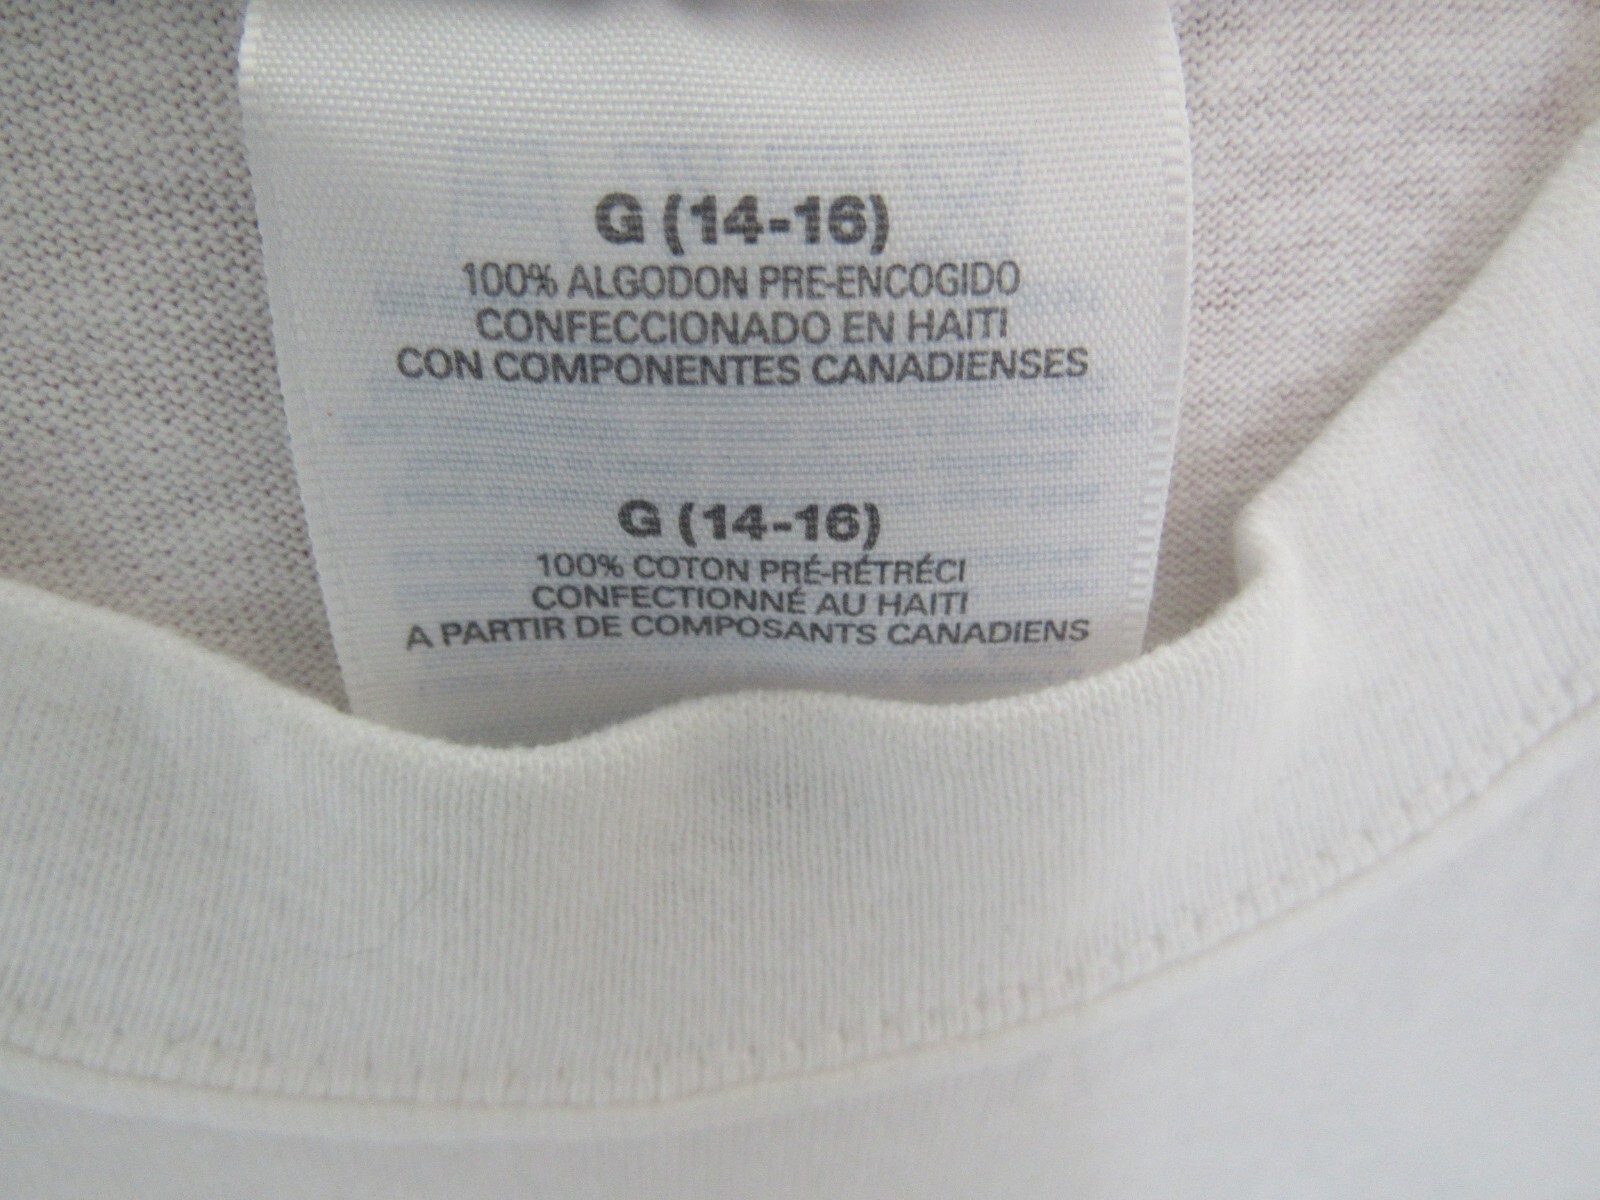 G (14-16)
100% ALGODON PRE-ENCOGIDO
CONFECCIONADO EN HAITI
CON COMPONENTES CANADIENSES
G (14-16)
100% COTON PRÉ-RÉTRÉCI
CONFECTIONNÉ AU HAITI
A PARTIR DE COMPOSANTS CANADIENS